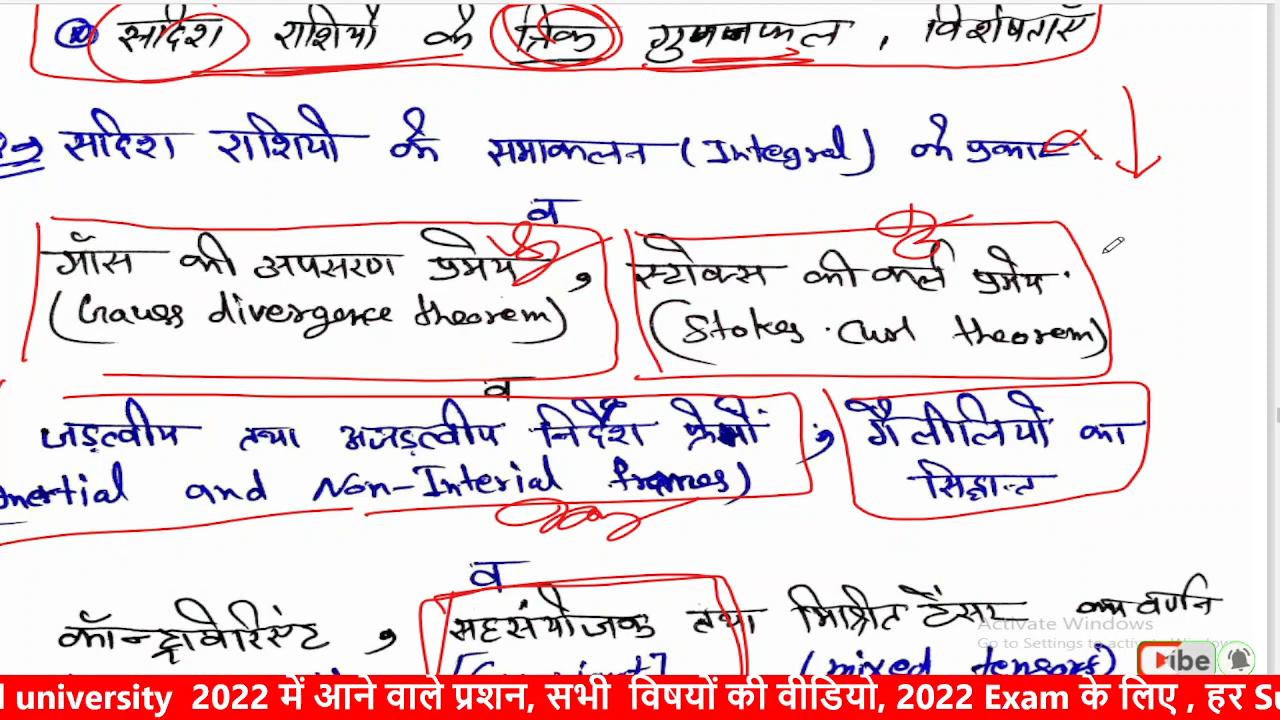 सदिश राशियों के त्रिक गुणनफल, विशेषताएँ
सदिश राशियों के समाकलन (Integral) के प्रकार
व
गॉस की अपसरण प्रमेय, स्टोक्स की कर्ल प्रमेय.
(Gauss divergence theorem) (Stokes. Curl theorem)
व
जड़त्वीय तथा अजड़त्वीय निर्देश फ्रेमों, गैलीलियो का
nertial and Non-Interial frames) सिद्धान्त
व
कॉन्ट्रावेरिएंट, सहसंयोजक तथा मिश्रित टेंसर का वर्णन
Activate Windows
Go to Settings to activate Windows.
(mixed tensors)
ibe
university 2022 में आने वाले प्रशन, सभी विषयों की वीडियो, 2022 Exam के लिए , हर